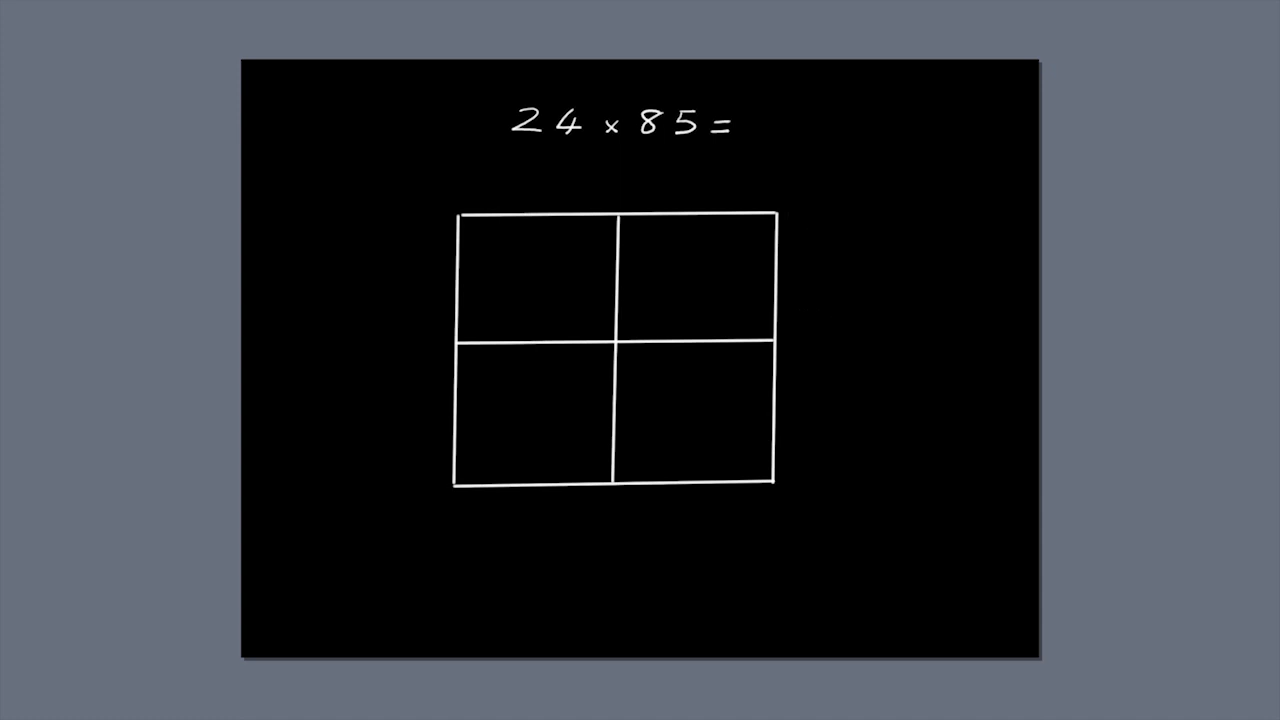 24 × 85 =